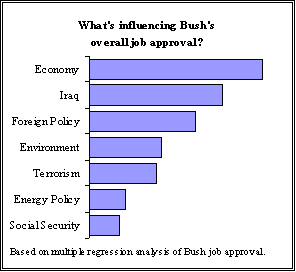 What's influencing Bush's
overall job approval?
Economy
Iraq
Foreign Policy
Environment
Terrorism
Energy Policy
Social Security
Based on multiple regression analysis of Bush job approval.